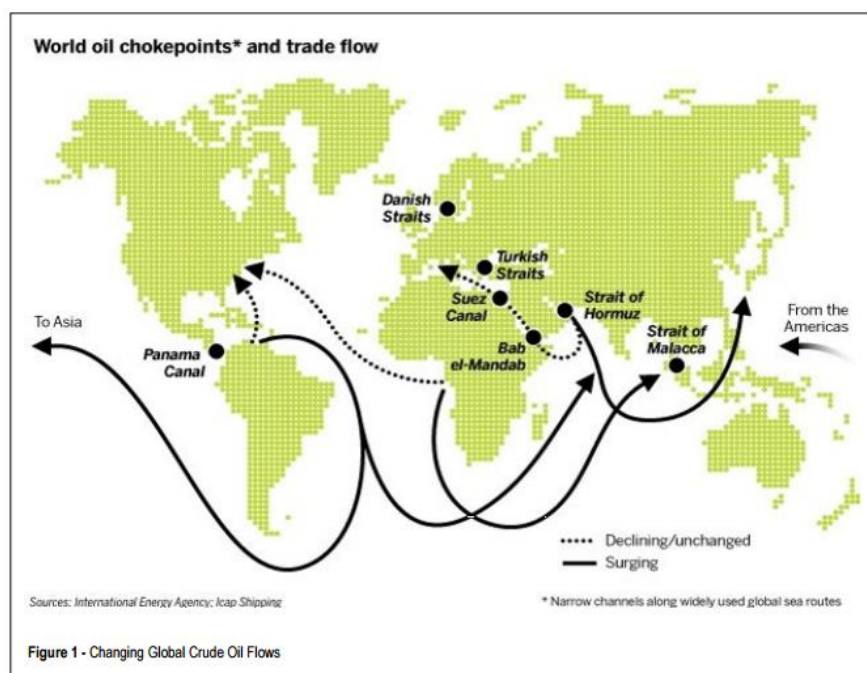 World oil chokepoints* and trade flow
Danish
Straits
Turkish
Straits
Suez
Canal
Strait of
Hormuz
To Asia
From the
Americas
Panama
Canal
Bab
el-Mandab
Strait of
Malacca
Declining/unchanged
Surging
Sources: International Energy Agency; Icap Shipping
* Narrow channels along widely used global sea routes
Figure 1 - Changing Global Crude Oil Flows